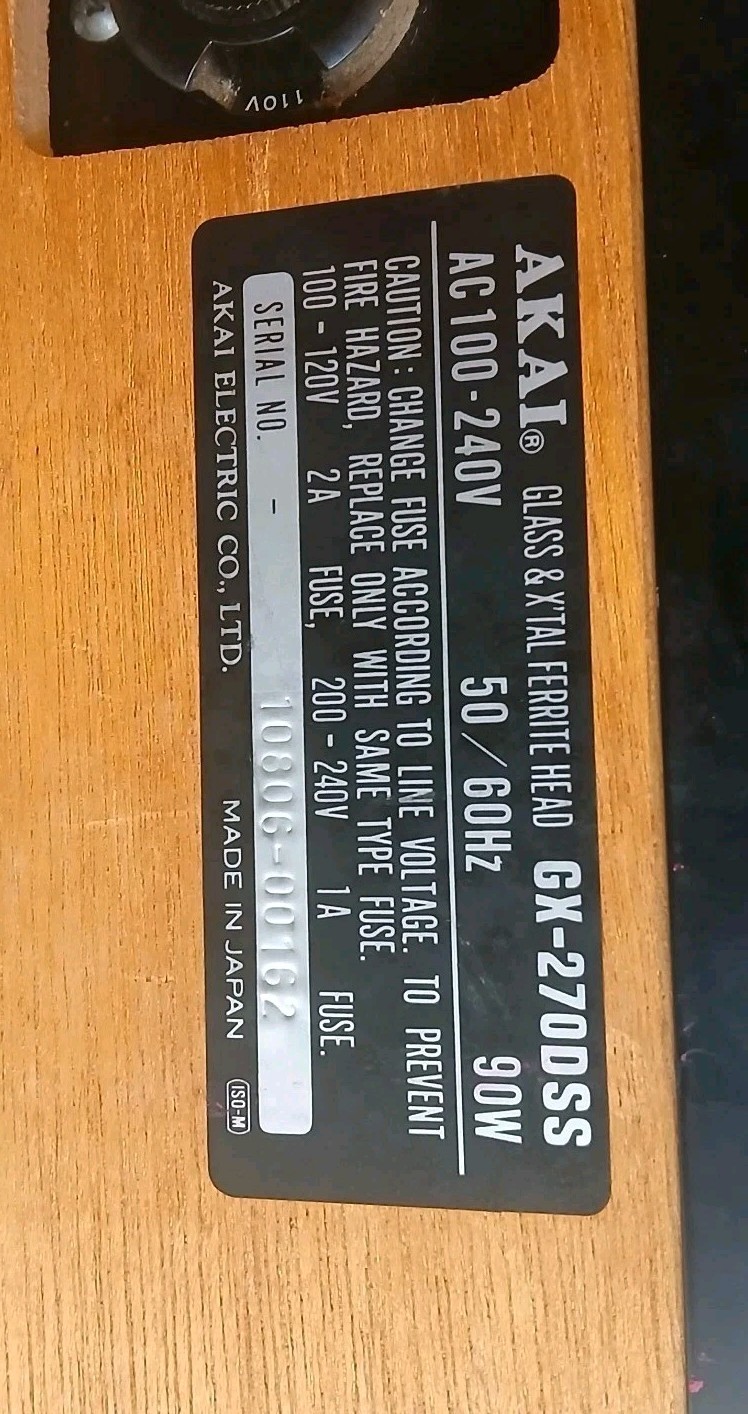 110V
AKAI® GLASS & X'TAL FERRITE HEAD GX-270DSS
AC 100-240V 50/60Hz 90W
CAUTION: CHANGE FUSE ACCORDING TO LINE VOLTAGE. TO PREVENT
FIRE HAZARD, REPLACE ONLY WITH SAME TYPE FUSE.
100-120V 2A FUSE, 200-240V 1A FUSE.
SERIAL NO. - 10806-00162
AKAI ELECTRIC CO., LTD. MADE IN JAPAN ISO-M